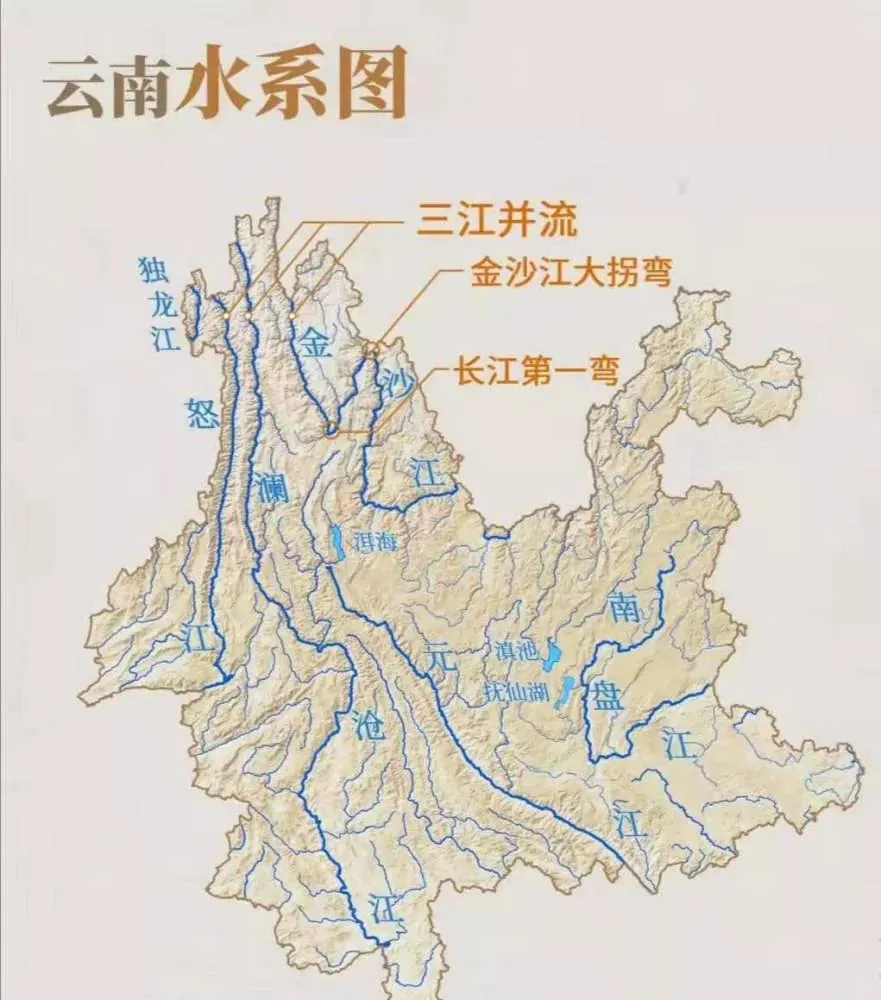 云南水系图
三江并流
金沙江大拐弯
长江第一弯
独龙江
怒江
澜沧江
金沙江
元江
南盘江
洱海
滇池
抚仙湖